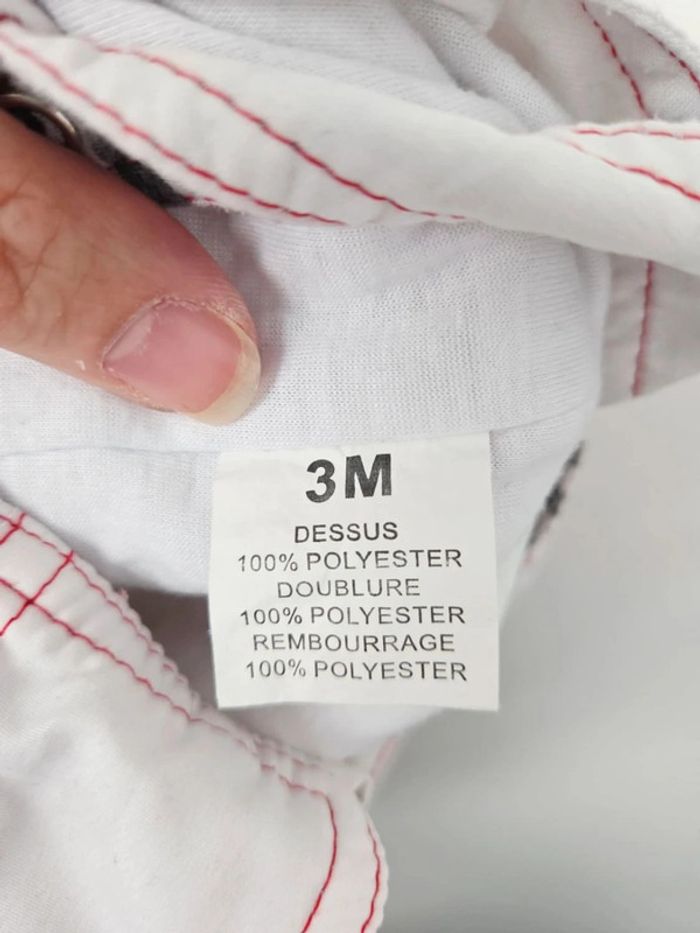 3M
DESSUS
100% POLYESTER
DOUBLURE
100% POLYESTER
REMBOURRAGE
100% POLYESTER